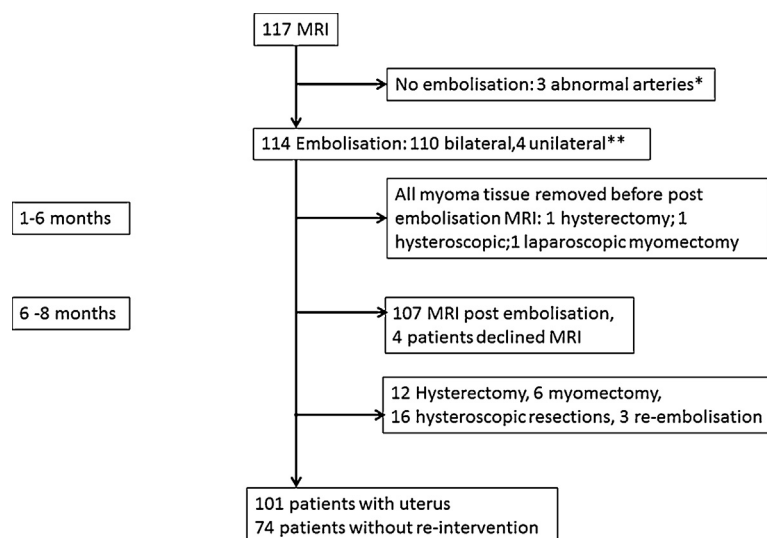 117 MRI
No embolisation: 3 abnormal arteries*
114 Embolisation: 110 bilateral,4 unilateral**
1-6 months
All myoma tissue removed before post
embolisation MRI: 1 hysterectomy; 1
hysteroscopic;1 laparoscopic myomectomy
6 -8 months
107 MRI post embolisation,
4 patients declined MRI
12 Hysterectomy, 6 myomectomy,
16 hysteroscopic resections, 3 re-embolisation
101 patients with uterus
74 patients without re-intervention